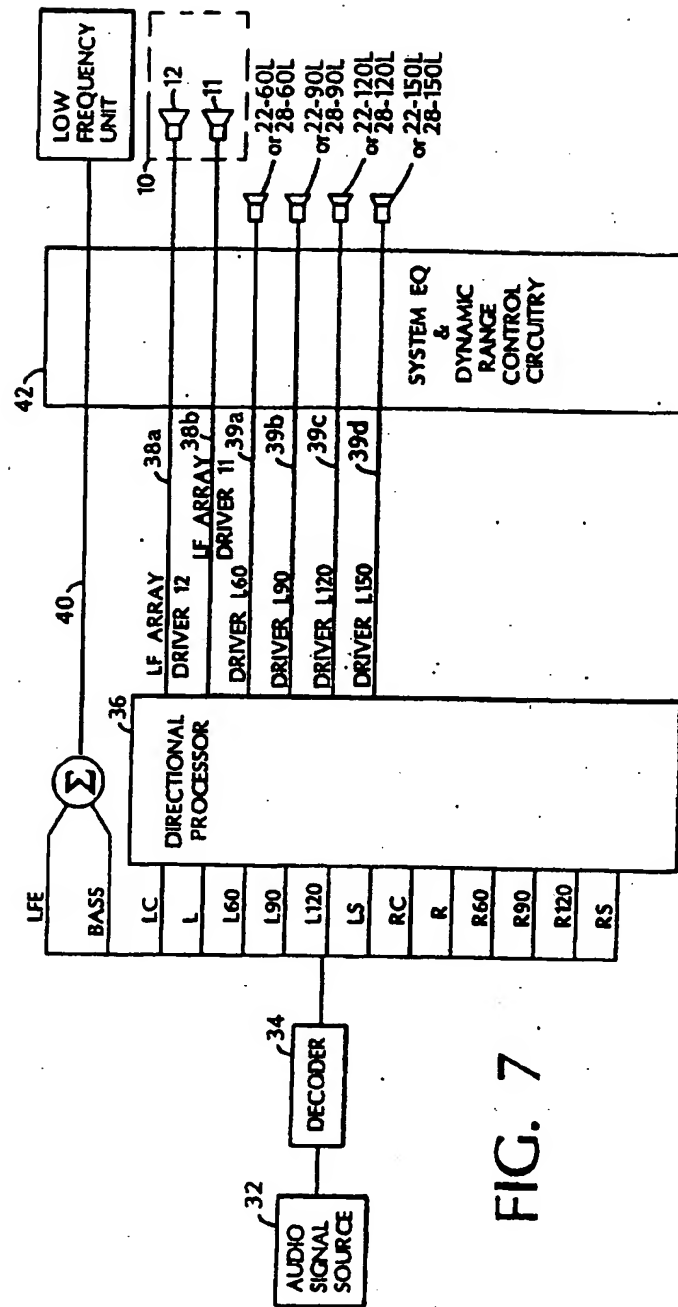 LOW
FREQUENCY
UNIT
10
12
11
22-60L
or 28-60L
22-90L
or 28-90L
22-120L
or 28-120L
22-150L
or 28-150L
42
SYSTEM EQ
&
DYNAMIC
RANGE
CONTROL
CIRCUITRY
40
LF ARRAY
DRIVER 12
38a
LF ARRAY
DRIVER 11
38b
DRIVER L60
39a
DRIVER L90
39b
DRIVER L120
39c
DRIVER L150
39d
36
DIRECTIONAL
PROCESSOR
Σ
LFE
BASS
LC
L
L60
L90
L120
LS
RC
R
R60
R90
R120
RS
34
DECODER
32
AUDIO
SIGNAL
SOURCE
FIG. 7